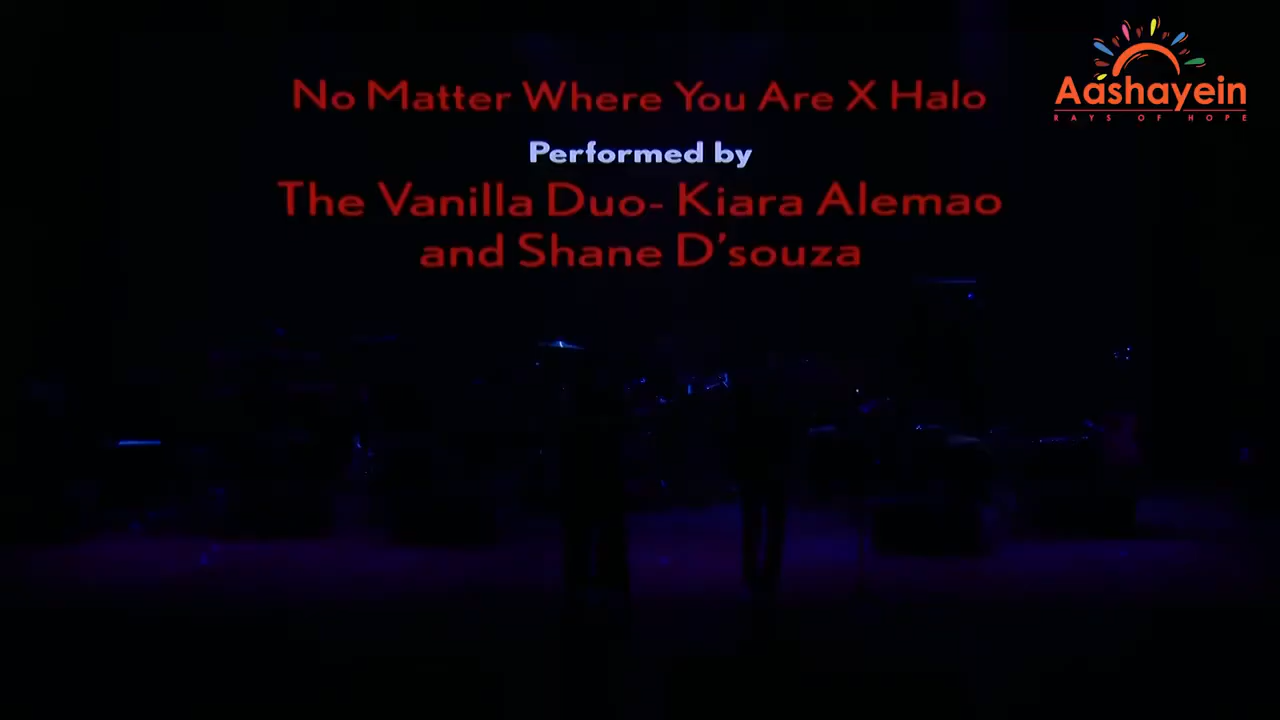 No Matter Where You Are X Halo
Performed by
The Vanilla Duo- Kiara Alemao
and Shane D'souza
Aashayein
RAYS OF HOPE